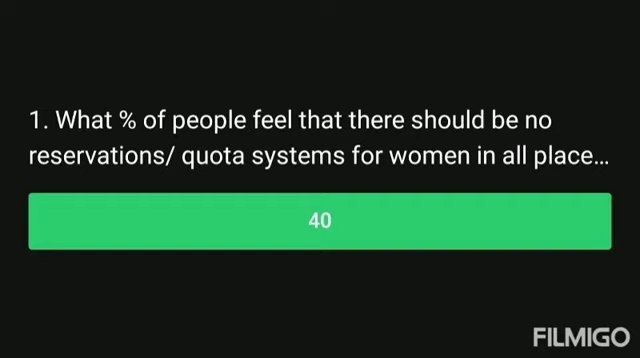 1. What % of people feel that there should be no
reservations/ quota systems for women in all place...
40
FILMIGO